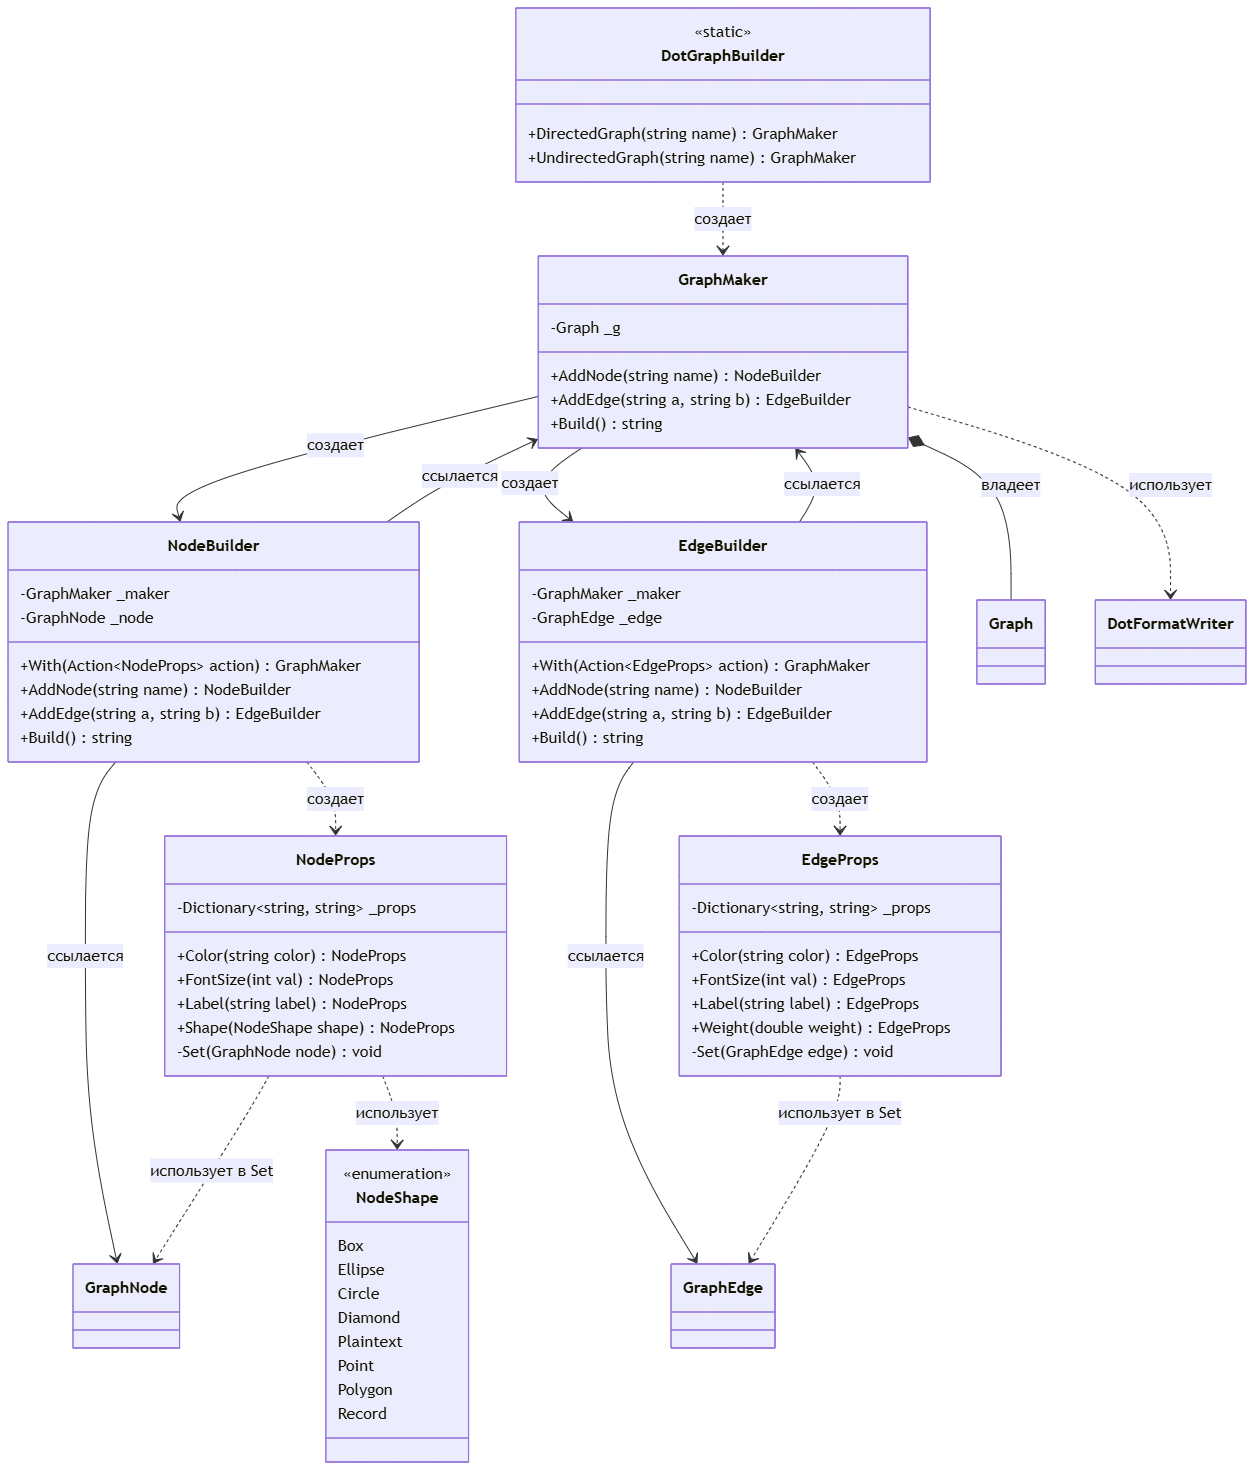 «static»
DotGraphBuilder
+DirectedGraph(string name) : GraphMaker
+UndirectedGraph(string name) : GraphMaker
создает
GraphMaker
-Graph _g
+AddNode(string name) : NodeBuilder
+AddEdge(string a, string b) : EdgeBuilder
+Build() : string
создает
ссылается
создает
ссылается
владеет
использует
NodeBuilder
-GraphMaker _maker
-GraphNode _node
+With(Action<NodeProps> action) : GraphMaker
+AddNode(string name) : NodeBuilder
+AddEdge(string a, string b) : EdgeBuilder
+Build() : string
EdgeBuilder
-GraphMaker _maker
-GraphEdge _edge
+With(Action<EdgeProps> action) : GraphMaker
+AddNode(string name) : NodeBuilder
+AddEdge(string a, string b) : EdgeBuilder
+Build() : string
Graph
DotFormatWriter
создает
создает
ссылается
NodeProps
-Dictionary<string, string> _props
+Color(string color) : NodeProps
+FontSize(int val) : NodeProps
+Label(string label) : NodeProps
+Shape(NodeShape shape) : NodeProps
-Set(GraphNode node) : void
ссылается
EdgeProps
-Dictionary<string, string> _props
+Color(string color) : EdgeProps
+FontSize(int val) : EdgeProps
+Label(string label) : EdgeProps
+Weight(double weight) : EdgeProps
-Set(GraphEdge edge) : void
использует
использует в Set
использует в Set
«enumeration»
NodeShape
Box
Ellipse
Circle
Diamond
Plaintext
Point
Polygon
Record
GraphNode
GraphEdge